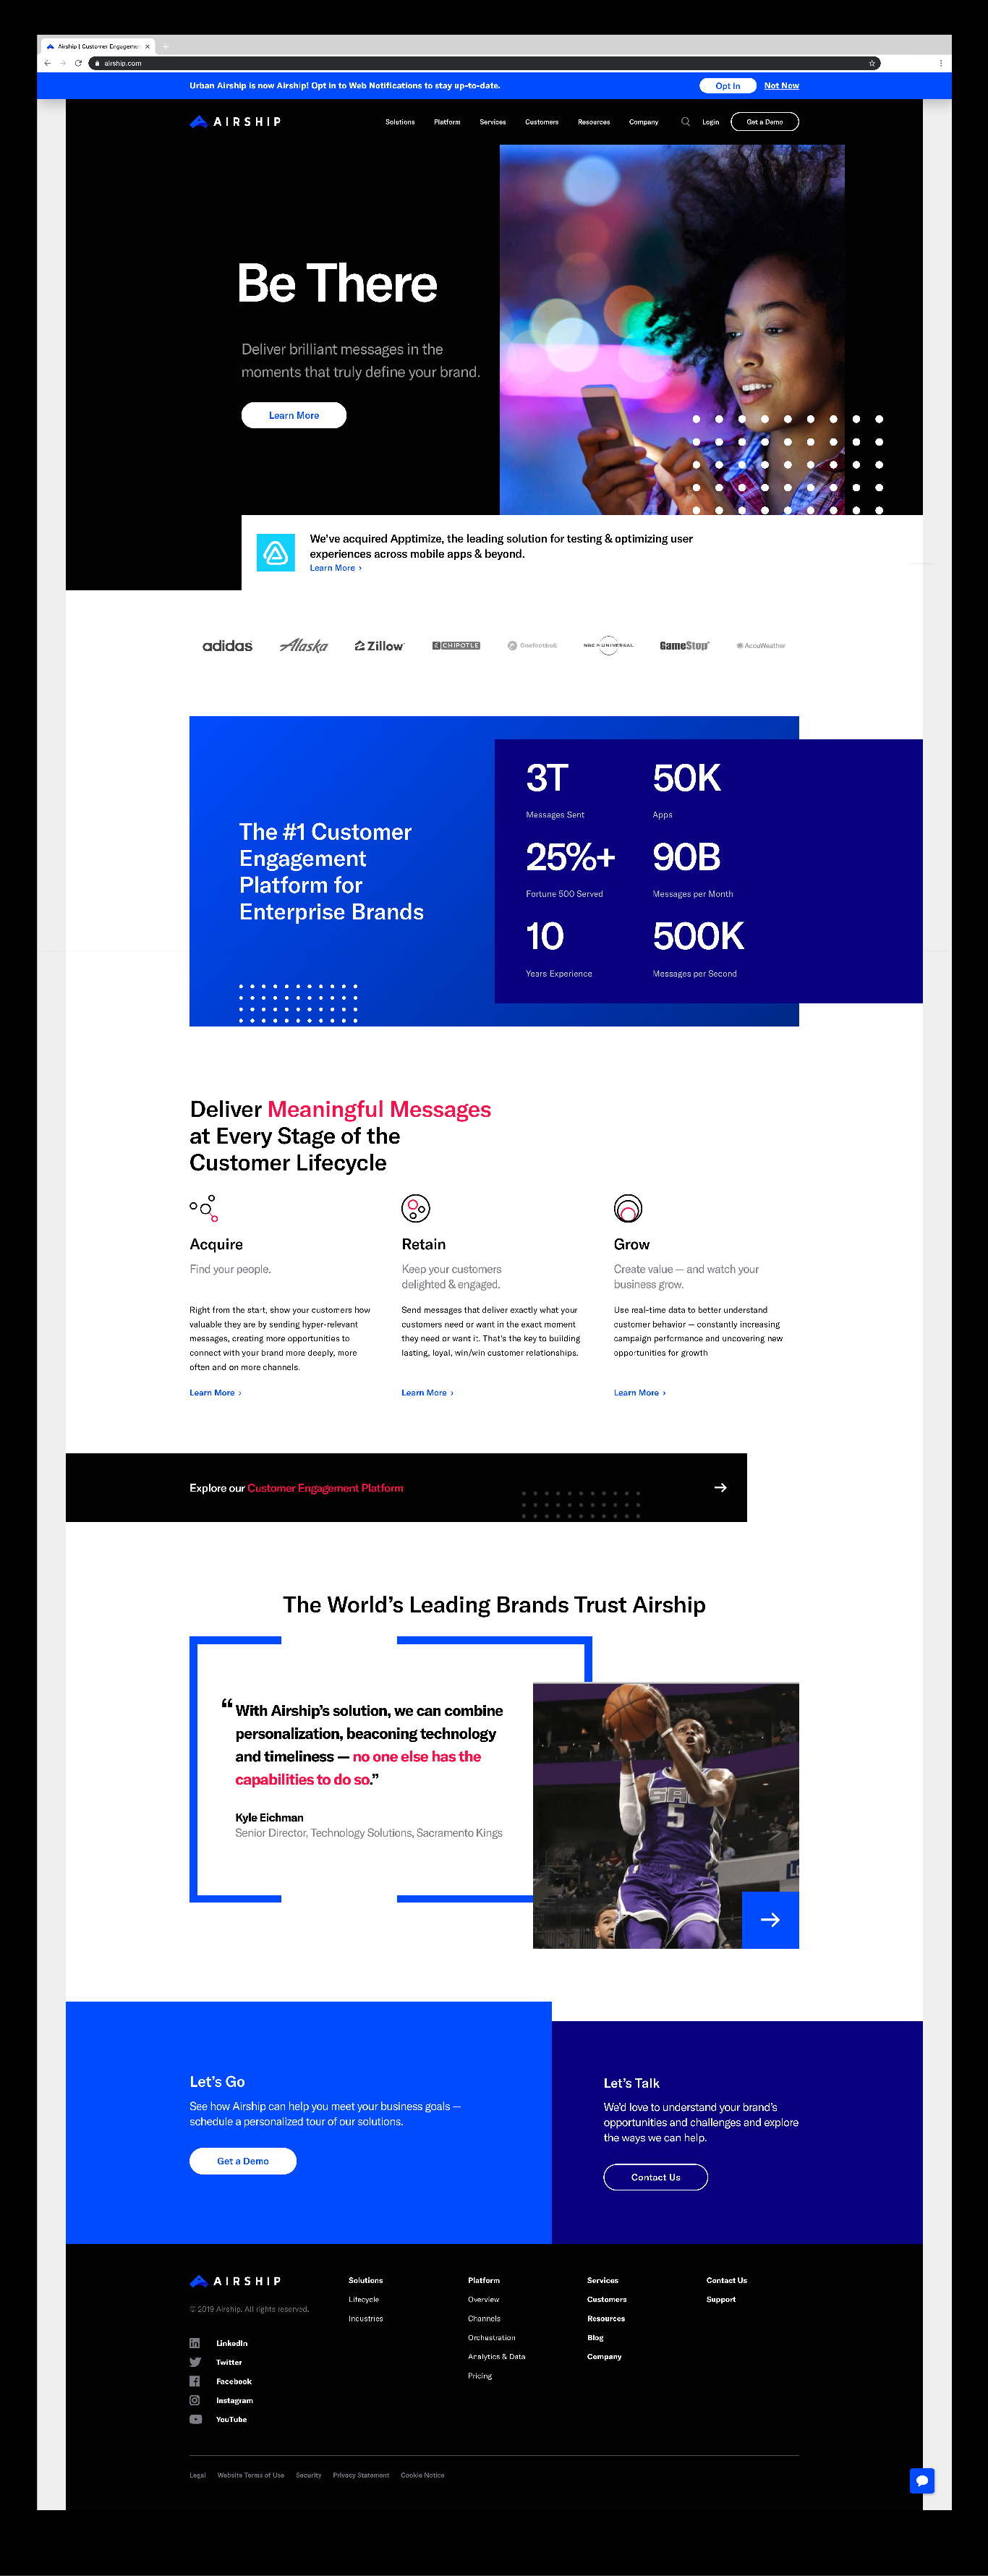 Airship | Customer Engageme
airship.com
Urban Airship is now Airship! Opt in to Web Notifications to stay up-to-date.
Opt In
Not Now
AIRSHIP
Solutions
Platform
Services
Customers
Resources
Company
Login
Get a Demo
Be There
Deliver brilliant messages in the
moments that truly define your brand.
Learn More
We've acquired Apptimize, the leading solution for testing & optimizing user
experiences across mobile apps & beyond.
Learn More ›
adidas
Alaska
Zillow
CHIPOTLE
Onefootball
NBC UNIVERSAL
GameStop
AccuWeather
The #1 Customer
Engagement
Platform for
Enterprise Brands
3T
Messages Sent
50K
Apps
25%+
Fortune 500 Served
90B
Messages per Month
10
Years Experience
500K
Messages per Second
Deliver Meaningful Messages
at Every Stage of the
Customer Lifecycle
Acquire
Find your people.
Right from the start, show your customers how
valuable they are by sending hyper-relevant
messages, creating more opportunities to
connect with your brand more deeply, more
often and on more channels.
Learn More ›
Retain
Keep your customers
delighted & engaged.
Send messages that deliver exactly what your
customers need or want in the exact moment
they need or want it. That's the key to building
lasting, loyal, win/win customer relationships.
Learn More ›
Grow
Create value — and watch your
business grow.
Use real-time data to better understand
customer behavior — constantly increasing
campaign performance and uncovering new
opportunities for growth
Learn More ›
Explore our Customer Engagement Platform
The World's Leading Brands Trust Airship
“With Airship's solution, we can combine
personalization, beaconing technology
and timeliness — no one else has the
capabilities to do so.”
Kyle Eichman
Senior Director, Technology Solutions, Sacramento Kings
SAC
5
Let's Go
See how Airship can help you meet your business goals —
schedule a personalized tour of our solutions.
Get a Demo
Let's Talk
We'd love to understand your brand's
opportunities and challenges and explore
the ways we can help.
Contact Us
AIRSHIP
© 2019 Airship. All rights reserved.
LinkedIn
Twitter
Facebook
Instagram
YouTube
Solutions
Lifecycle
Industries
Platform
Overview
Channels
Orchestration
Analytics & Data
Pricing
Services
Customers
Resources
Blog
Company
Contact Us
Support
Legal
Website Terms of Use
Security
Privacy Statement
Cookie Notice